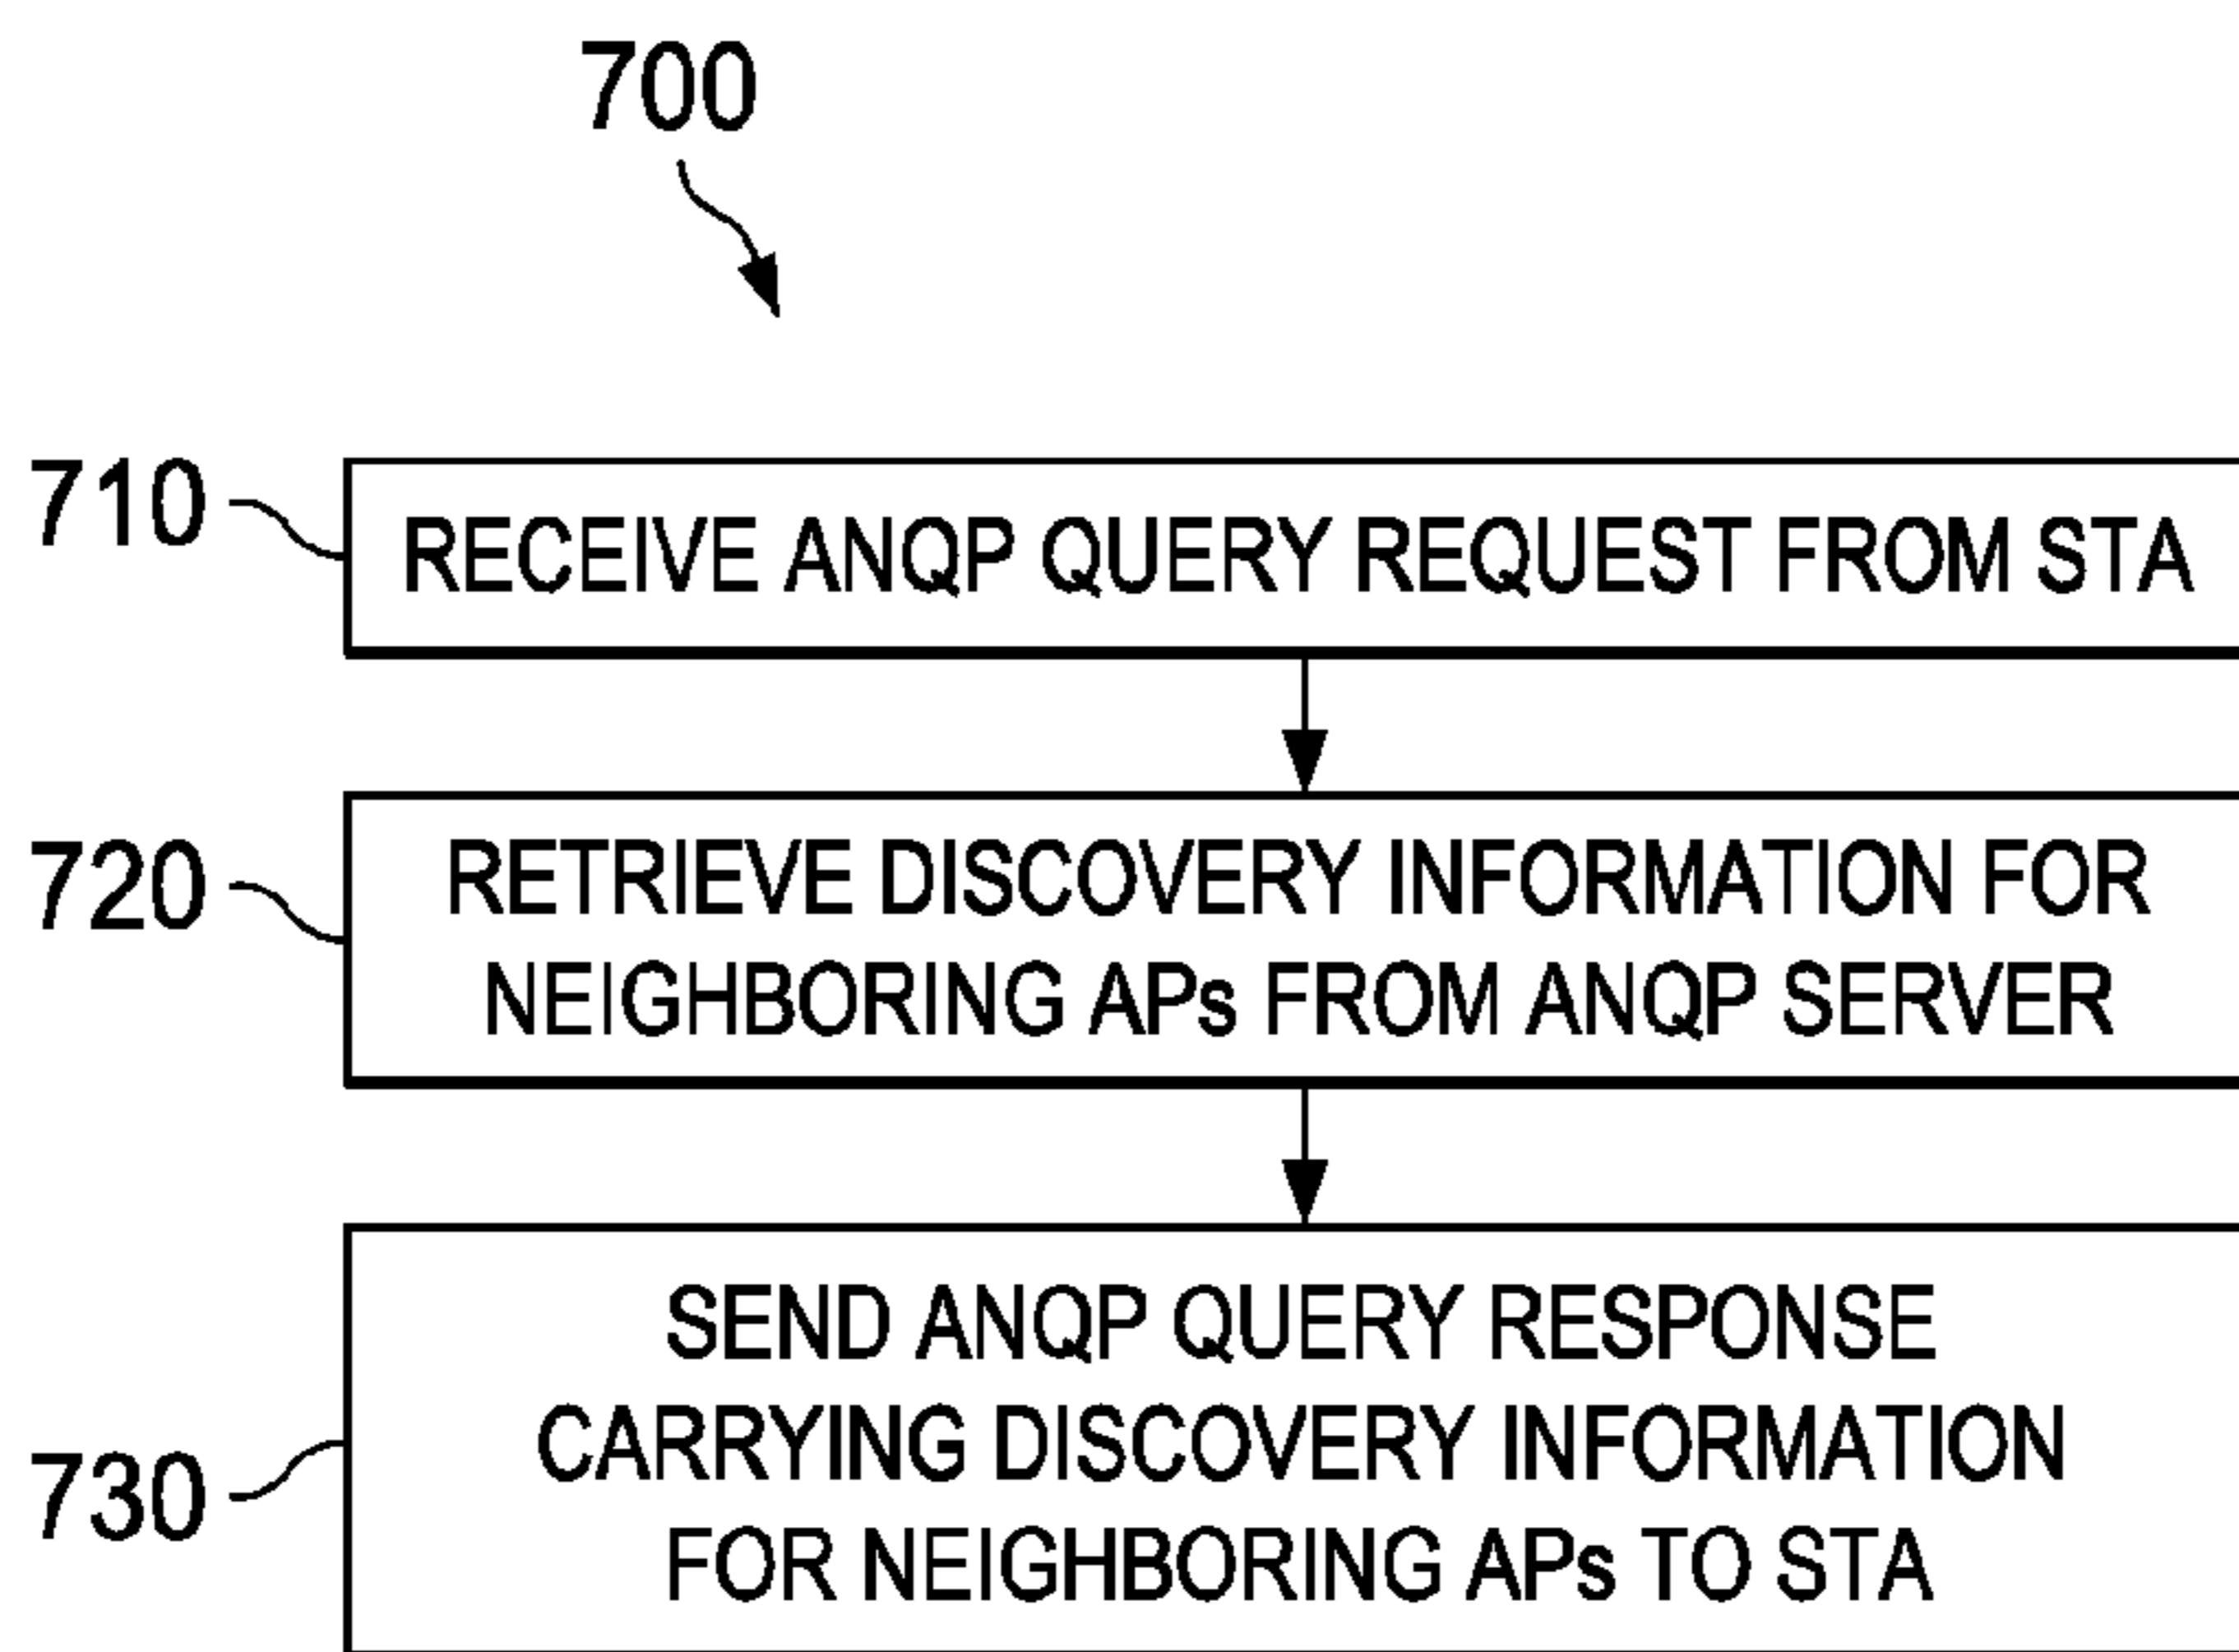 700
710
RECEIVE ANQP QUERY REQUEST FROM STA
720
RETRIEVE DISCOVERY INFORMATION FOR
NEIGHBORING APs FROM ANQP SERVER
730
SEND ANQP QUERY RESPONSE
CARRYING DISCOVERY INFORMATION
FOR NEIGHBORING APs TO STA